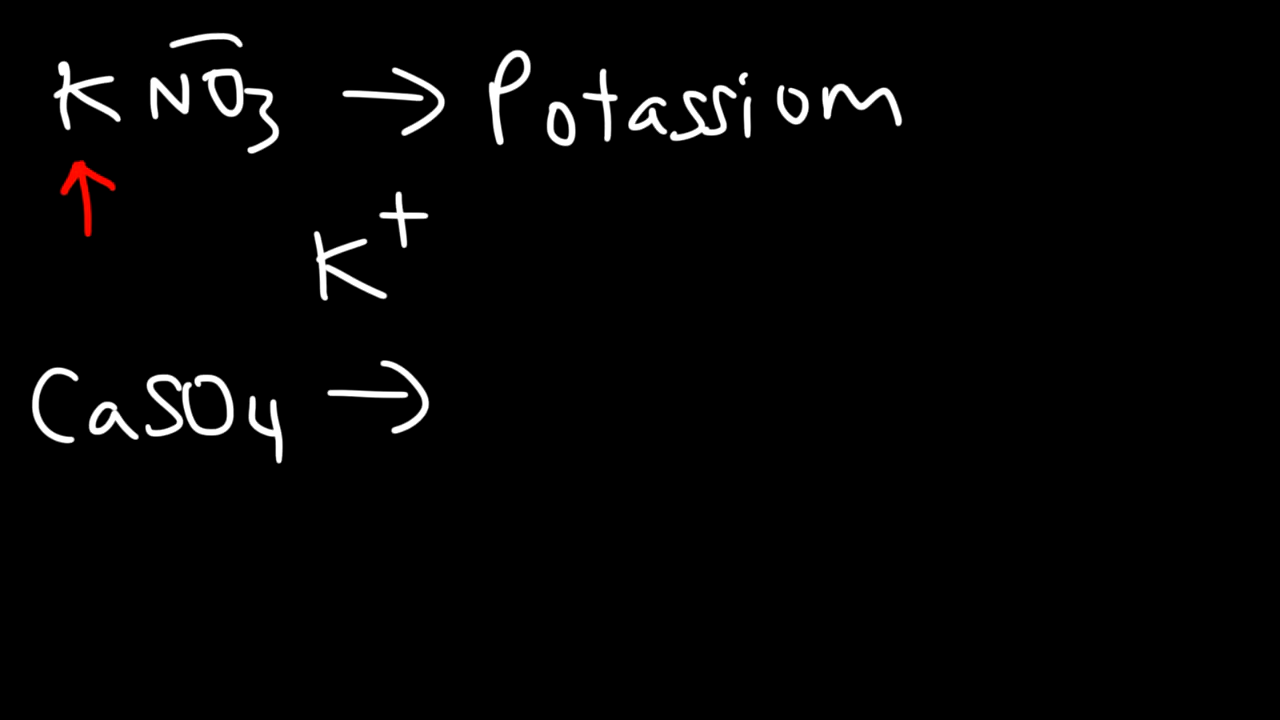 KNO₃ → Potassiom
K⁺
CaSO₄ →